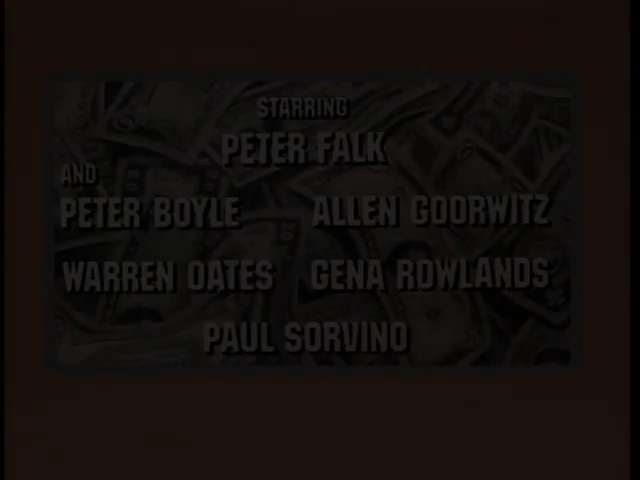 STARRING
PETER FALK
AND
PETER BOYLE ALLEN GOORWITZ
WARREN OATES GENA ROWLANDS
PAUL SORVINO